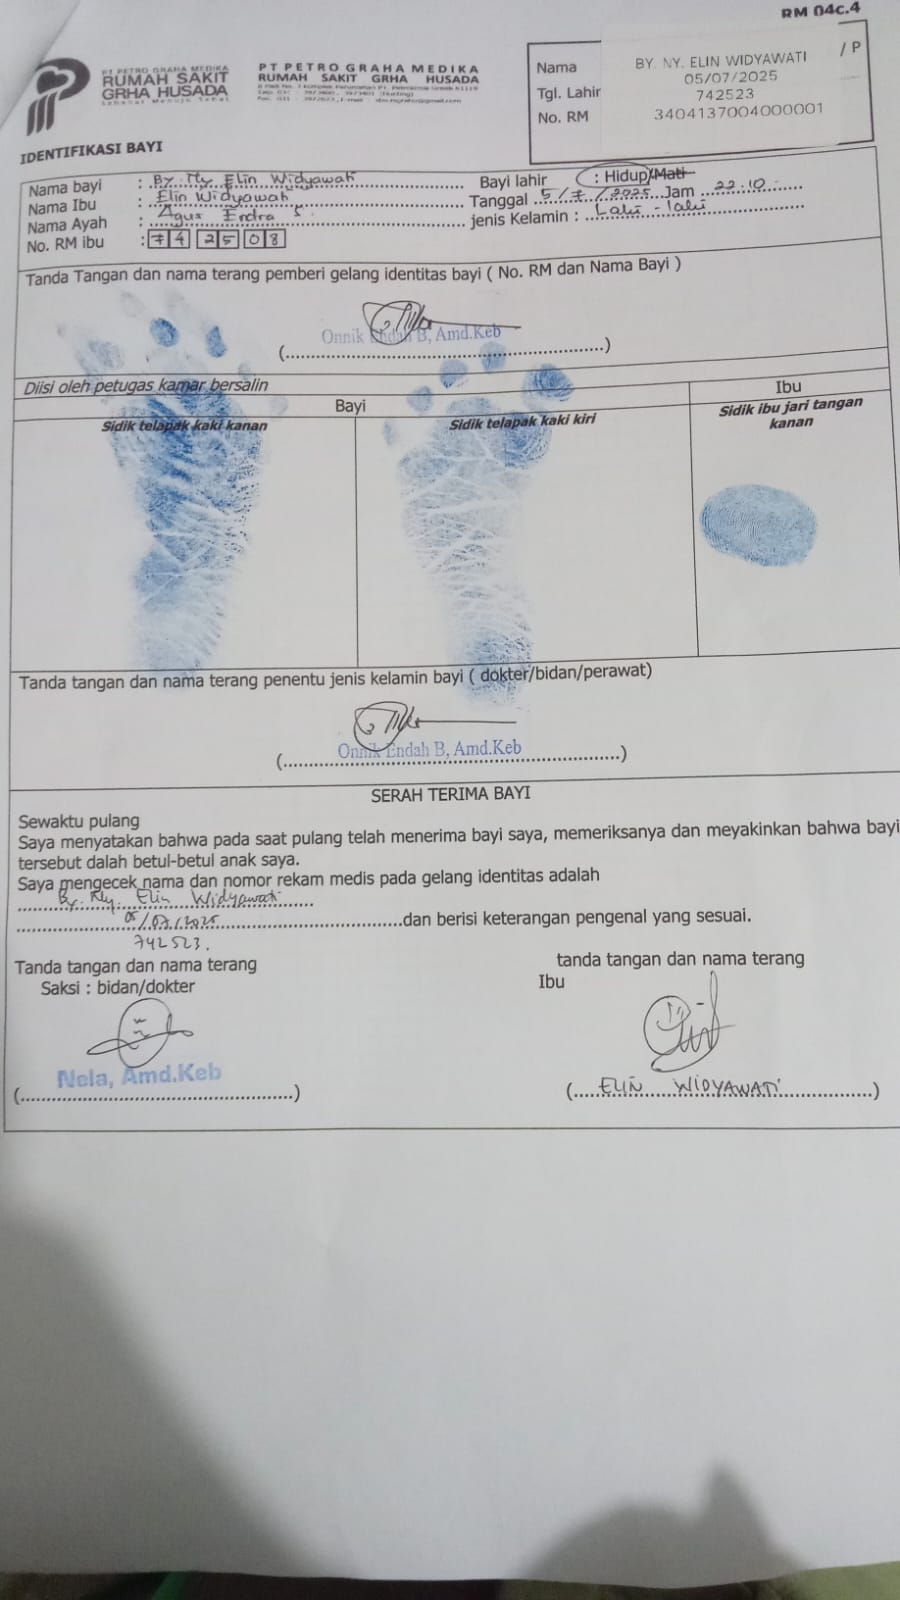 RM 04c.4
PT PETRO GRAHA MEDIKA
RUMAH SAKIT
GRHA HUSADA
Sahabat Menuju Sehat
PT PETRO GRAHA MEDIKA
RUMAH SAKIT GRHA HUSADA
Nama BY. NY. ELIN WIDYAWATI / P
Tgl. Lahir 05/07/2025
742523
No. RM 3404137004000001
IDENTIFIKASI BAYI
Nama bayi : By. Ny Elin Widyawati
Bayi lahir : Hidup/Mati
Nama Ibu : Elin Widyawati
Tanggal 5/7/2025 Jam 22.10
Nama Ayah : Agus Endra S.
jenis Kelamin : Laki - laki
No. RM ibu : 74 25 08
Tanda Tangan dan nama terang pemberi gelang identitas bayi ( No. RM dan Nama Bayi )
Onnik Endah B, Amd.Keb
(..................................................)
Diisi oleh petugas kamar bersalin
Bayi
Ibu
Sidik telapak kaki kanan
Sidik telapak kaki kiri
Sidik ibu jari tangan
kanan
Tanda tangan dan nama terang penentu jenis kelamin bayi ( dokter/bidan/perawat)
Onnik Endah B, Amd.Keb
(..................................................)
SERAH TERIMA BAYI
Sewaktu pulang
Saya menyatakan bahwa pada saat pulang telah menerima bayi saya, memeriksanya dan meyakinkan bahwa bayi
tersebut dalah betul-betul anak saya.
Saya mengecek nama dan nomor rekam medis pada gelang identitas adalah
By. Ny. Elin Widyawati
05/07/2025 dan berisi keterangan pengenal yang sesuai.
742523.
Tanda tangan dan nama terang
Saksi : bidan/dokter
tanda tangan dan nama terang
Ibu
Nela, Amd.Keb
(..................................................)
(....ELIN WIDYAWATI..............)